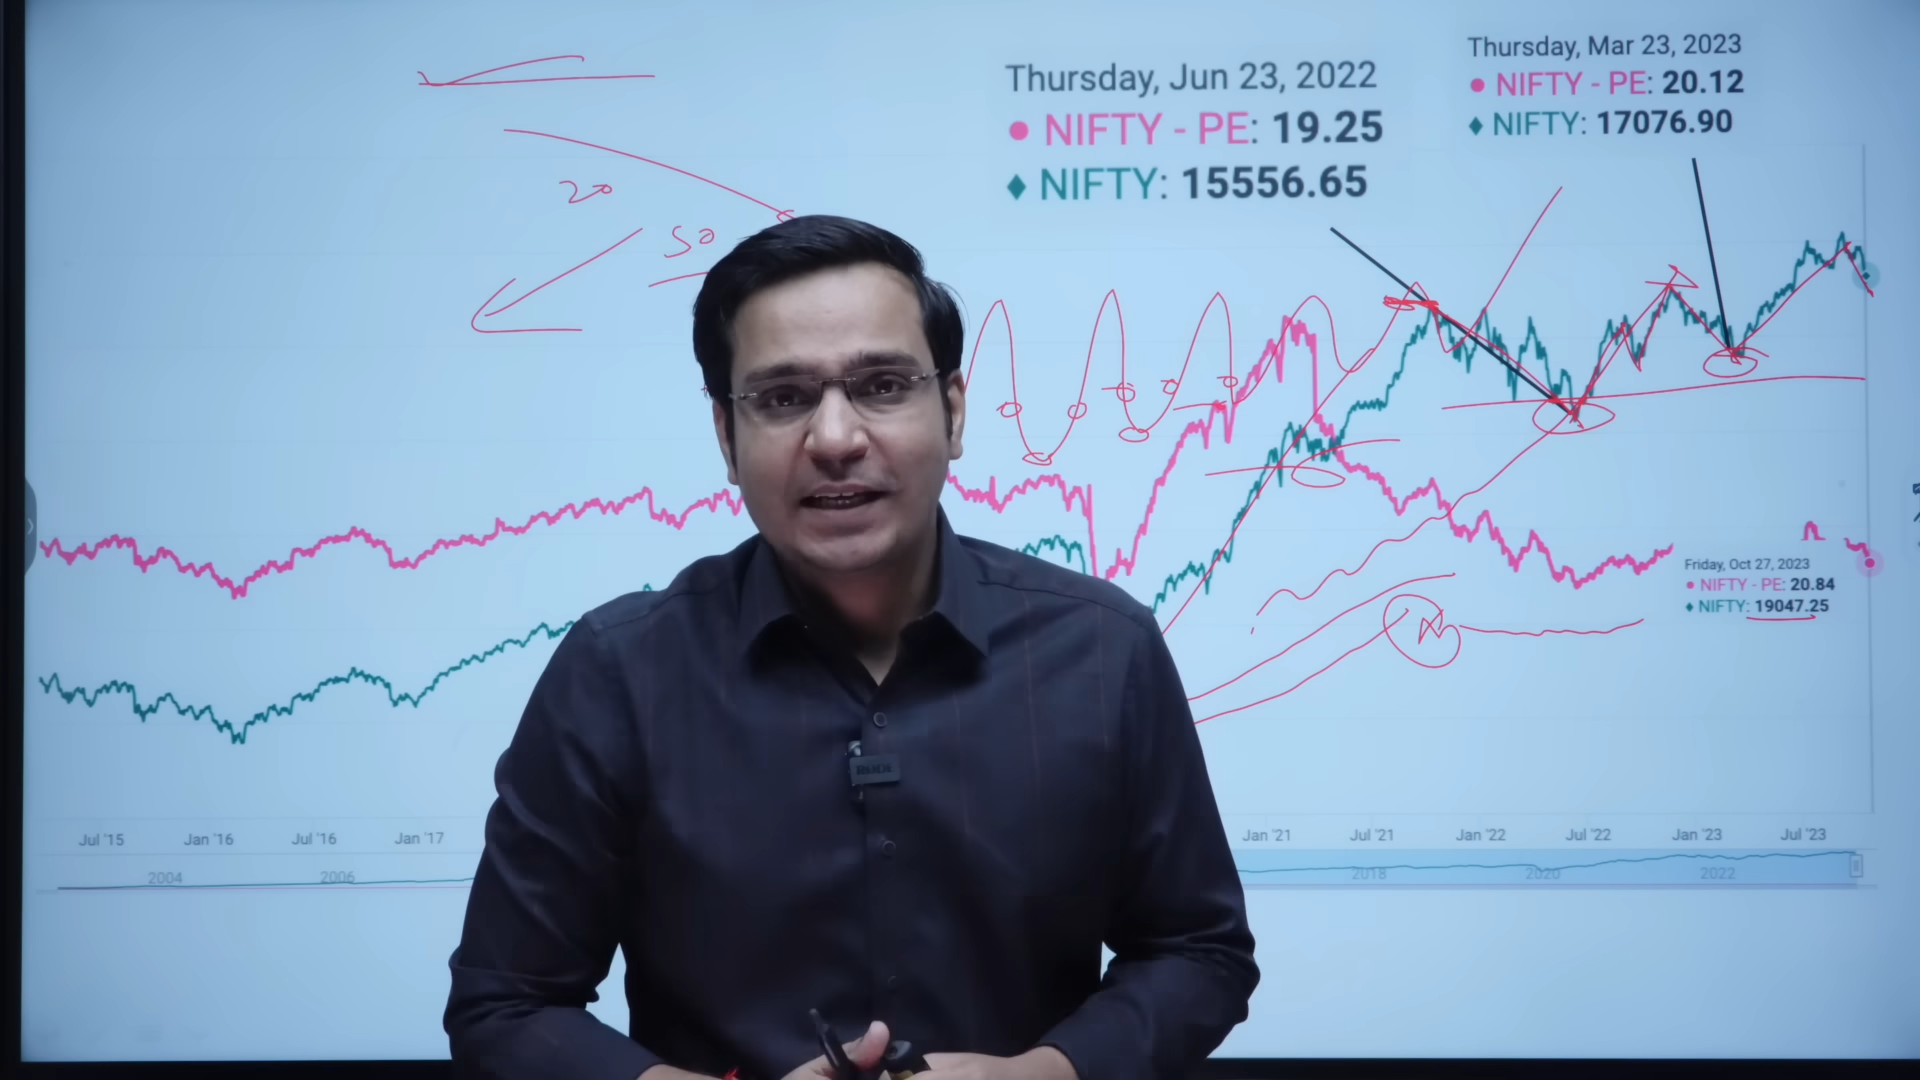 Thursday, Jun 23, 2022
NIFTY - PE: 19.25
NIFTY: 15556.65
Thursday, Mar 23, 2023
NIFTY - PE: 20.12
NIFTY: 17076.90
20
50
Friday, Oct 27, 2023
NIFTY - PE: 20.84
NIFTY: 19047.25
RØDE
Jul '15 Jan '16 Jul '16 Jan '17 Jan '21 Jul '21 Jan '22 Jul '22 Jan '23 Jul '23
2004 2006 2018 2020 2022